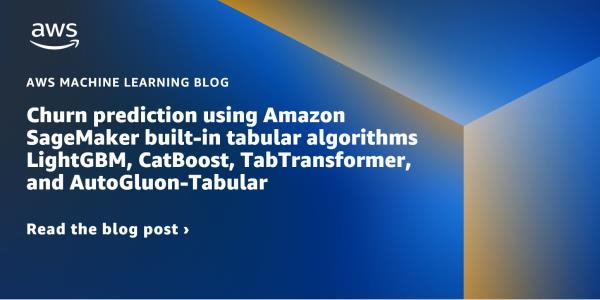 aws
AWS MACHINE LEARNING BLOG
Churn prediction using Amazon
SageMaker built-in tabular algorithms
LightGBM, CatBoost, TabTransformer,
and AutoGluon-Tabular
Read the blog post ›